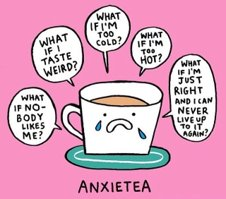 WHAT
IF NO-
BODY
LIKES
ME?
WHAT
IF I
TASTE
WEIRD?
WHAT
IF I'M
TOO
COLD?
WHAT
IF I'M
TOO
HOT?
WHAT
IF I'M
JUST
RIGHT
AND I CAN
NEVER
LIVE UP
TO IT
AGAIN?
ANXIETEA